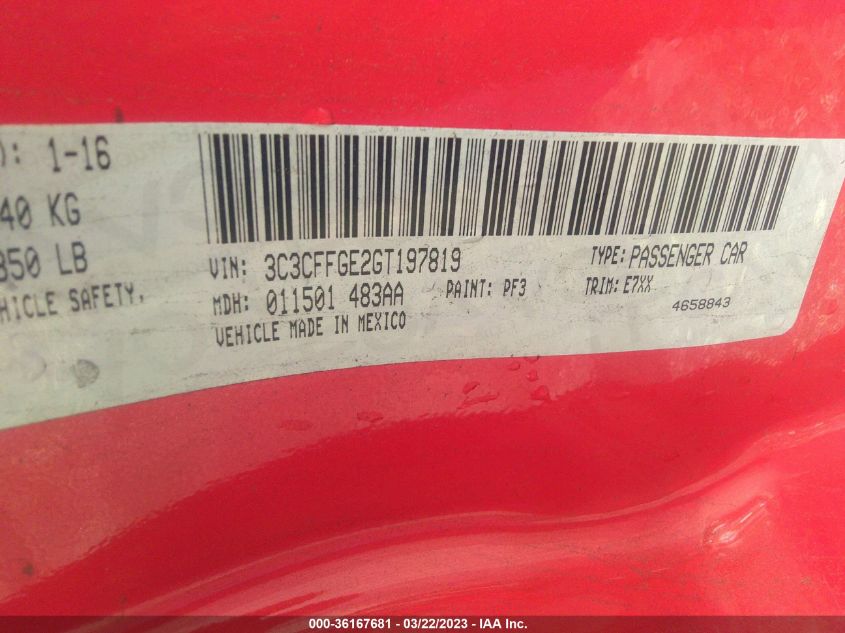 ): 1-16
40 KG
350 LB
HICLE SAFETY,
VIN: 3C3CFFGE2GT197819
TYPE: PASSENGER CAR
MDH: 011501 483AA
PAINT: PF3
TRIM: E7XX
VEHICLE MADE IN MEXICO
4658843
000-36167681 - 03/22/2023 - IAA Inc.